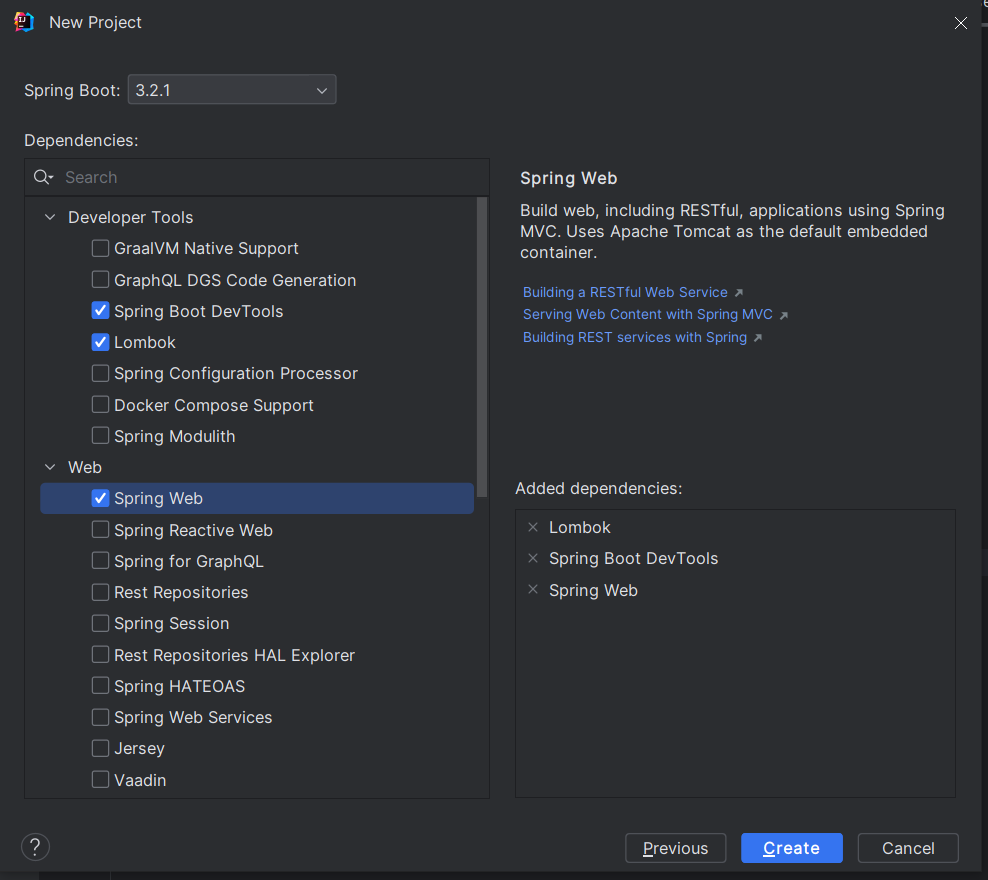 New Project
Spring Boot: 3.2.1
Dependencies:
Search
Developer Tools
GraalVM Native Support
GraphQL DGS Code Generation
Spring Boot DevTools
Lombok
Spring Configuration Processor
Docker Compose Support
Spring Modulith
Web
Spring Web
Spring Reactive Web
Spring for GraphQL
Rest Repositories
Spring Session
Rest Repositories HAL Explorer
Spring HATEOAS
Spring Web Services
Jersey
Vaadin
Spring Web
Build web, including RESTful, applications using Spring
MVC. Uses Apache Tomcat as the default embedded
container.
Building a RESTful Web Service
Serving Web Content with Spring MVC
Building REST services with Spring
Added dependencies:
Lombok
Spring Boot DevTools
Spring Web
?
Previous
Create
Cancel